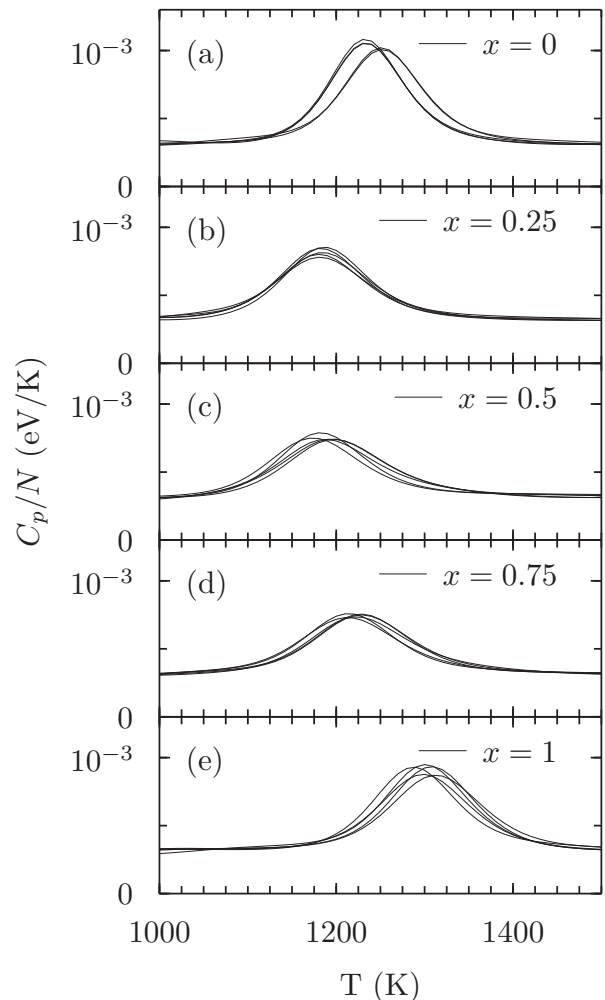 (a) x = 0
10⁻³
0
(b) x = 0.25
10⁻³
0
(c) x = 0.5
10⁻³
0
(d) x = 0.75
10⁻³
0
(e) x = 1
10⁻³
0
C_p/N (eV/K)
1000 1200 1400
T (K)